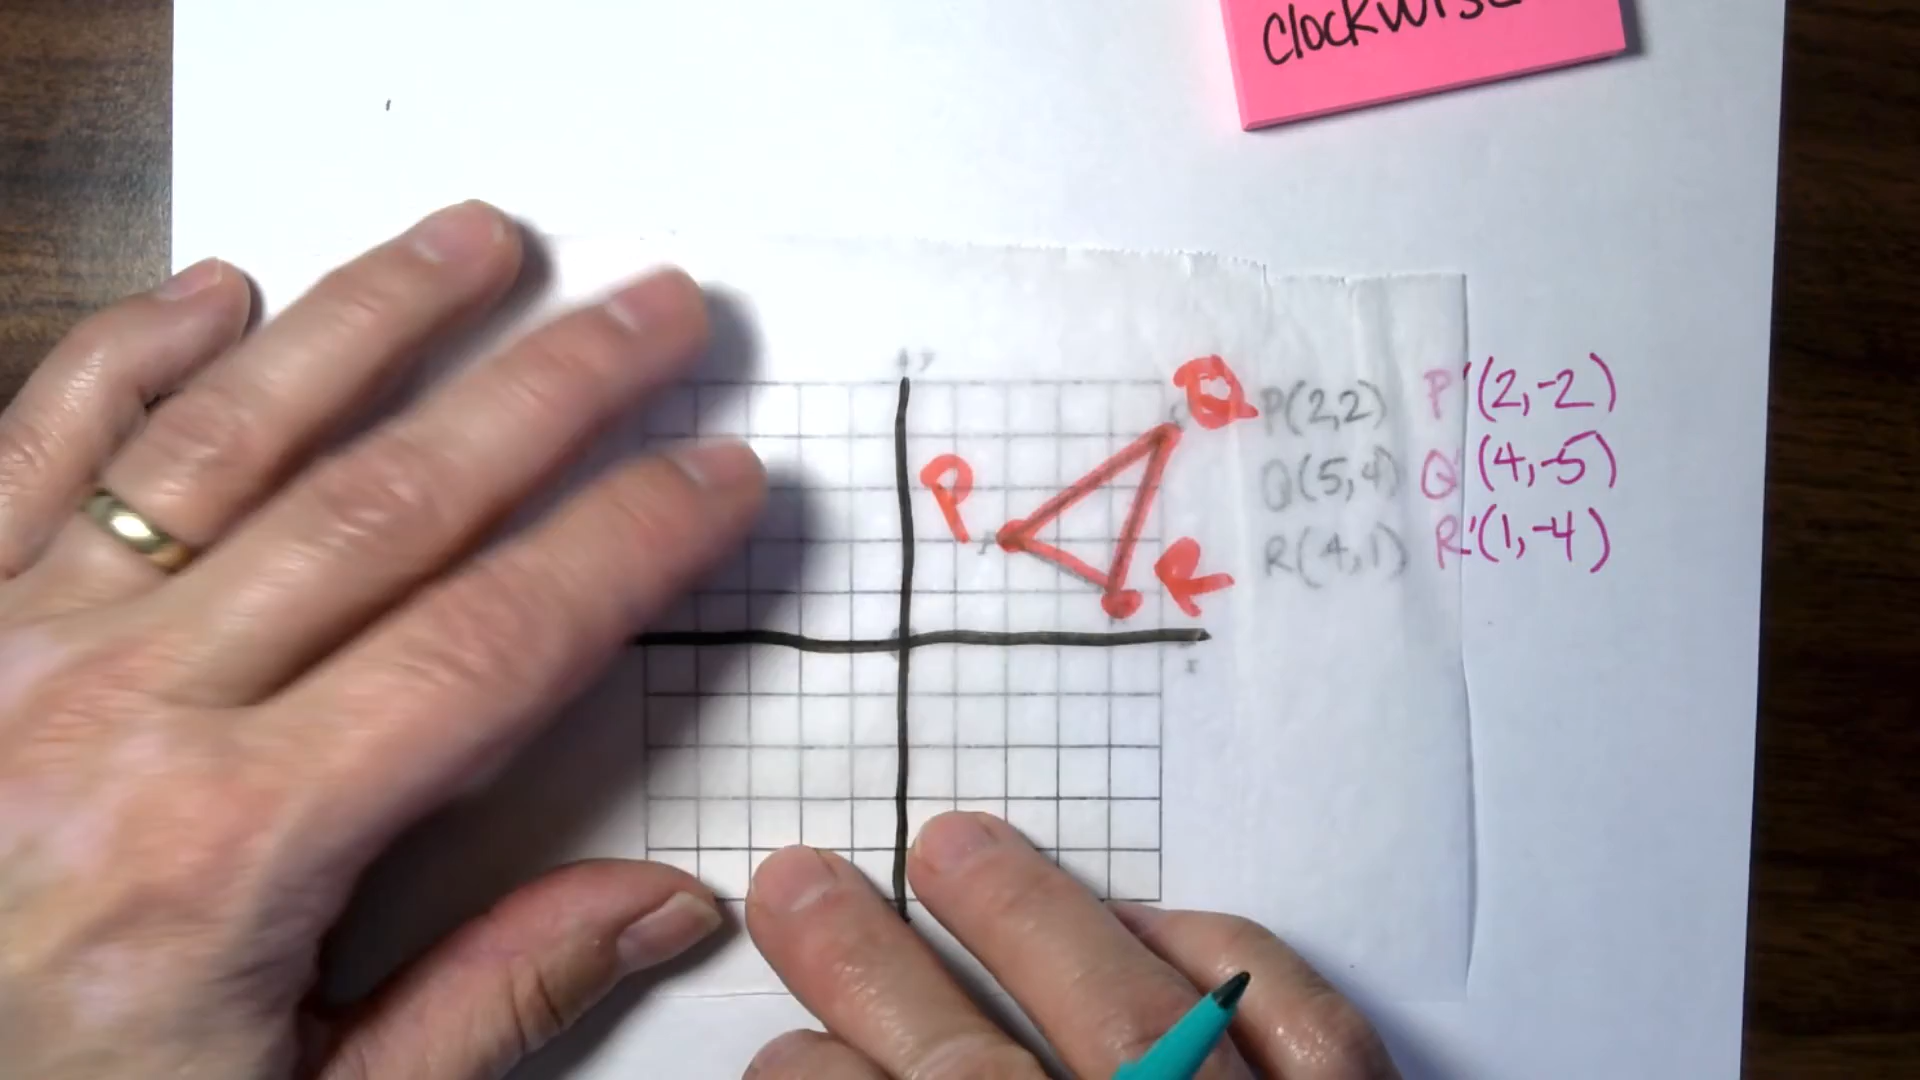 Clockwise
y
Q
P(2,2) P'(2,-2)
P
Q(5,4) Q'(4,-5)
R(4,1) R'(1,-4)
R
x